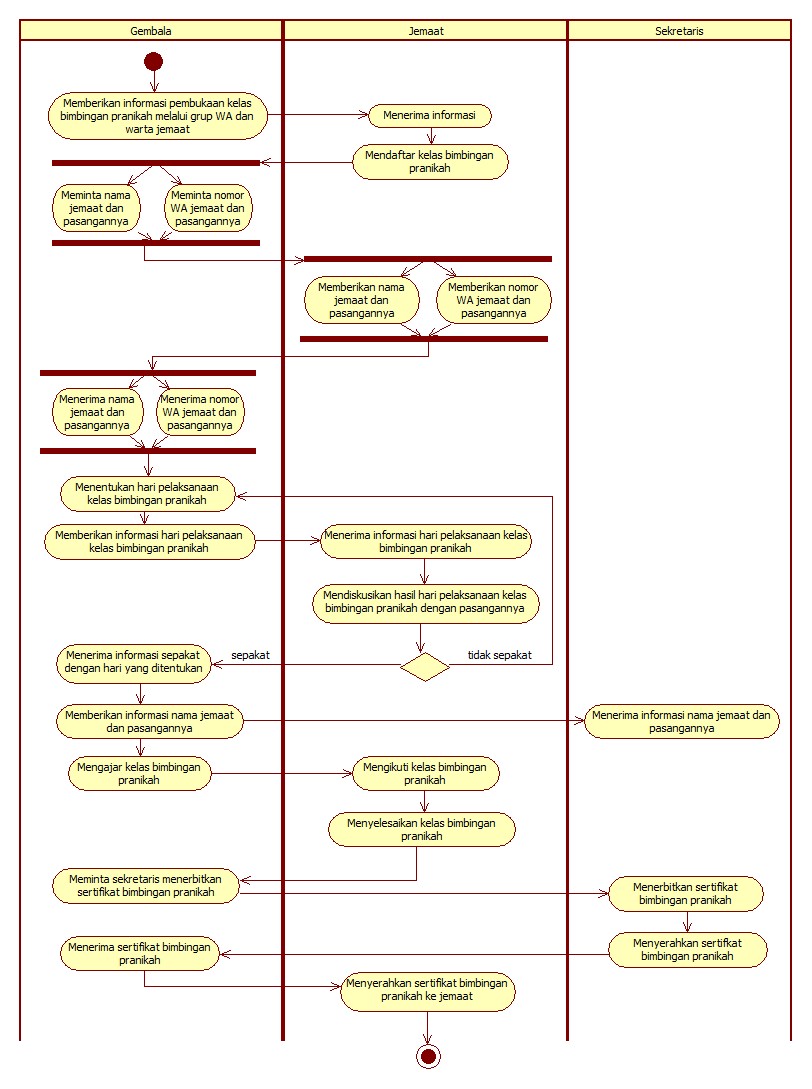 Gembala
Jemaat
Sekretaris
Memberikan informasi pembukaan kelas
bimbingan pranikah melalui grup WA dan
warta jemaat
Menerima informasi
Mendaftar kelas bimbingan
pranikah
Meminta nama
jemaat dan
pasangannya
Meminta nomor
WA jemaat dan
pasangannya
Memberikan nama
jemaat dan
pasangannya
Memberikan nomor
WA jemaat dan
pasangannya
Menerima nama
jemaat dan
pasangannya
Menerima nomor
WA jemaat dan
pasangannya
Menentukan hari pelaksanaan
kelas bimbingan pranikah
Memberikan informasi hari pelaksanaan
kelas bimbingan pranikah
Menerima informasi hari pelaksanaan kelas
bimbingan pranikah
Mendiskusikan hasil hari pelaksanaan kelas
bimbingan pranikah dengan pasangannya
sepakat
tidak sepakat
Menerima informasi sepakat
dengan hari yang ditentukan
Memberikan informasi nama jemaat
dan pasangannya
Menerima informasi nama jemaat dan
pasangannya
Mengajar kelas bimbingan
pranikah
Mengikuti kelas bimbingan
pranikah
Menyelesaikan kelas bimbingan
pranikah
Meminta sekretaris menerbitkan
sertifikat bimbingan pranikah
Menerbitkan sertifikat
bimbingan pranikah
Menyerahkan sertifkat
bimbingan pranikah
Menerima sertifikat bimbingan
pranikah
Menyerahkan sertifikat bimbingan
pranikah ke jemaat